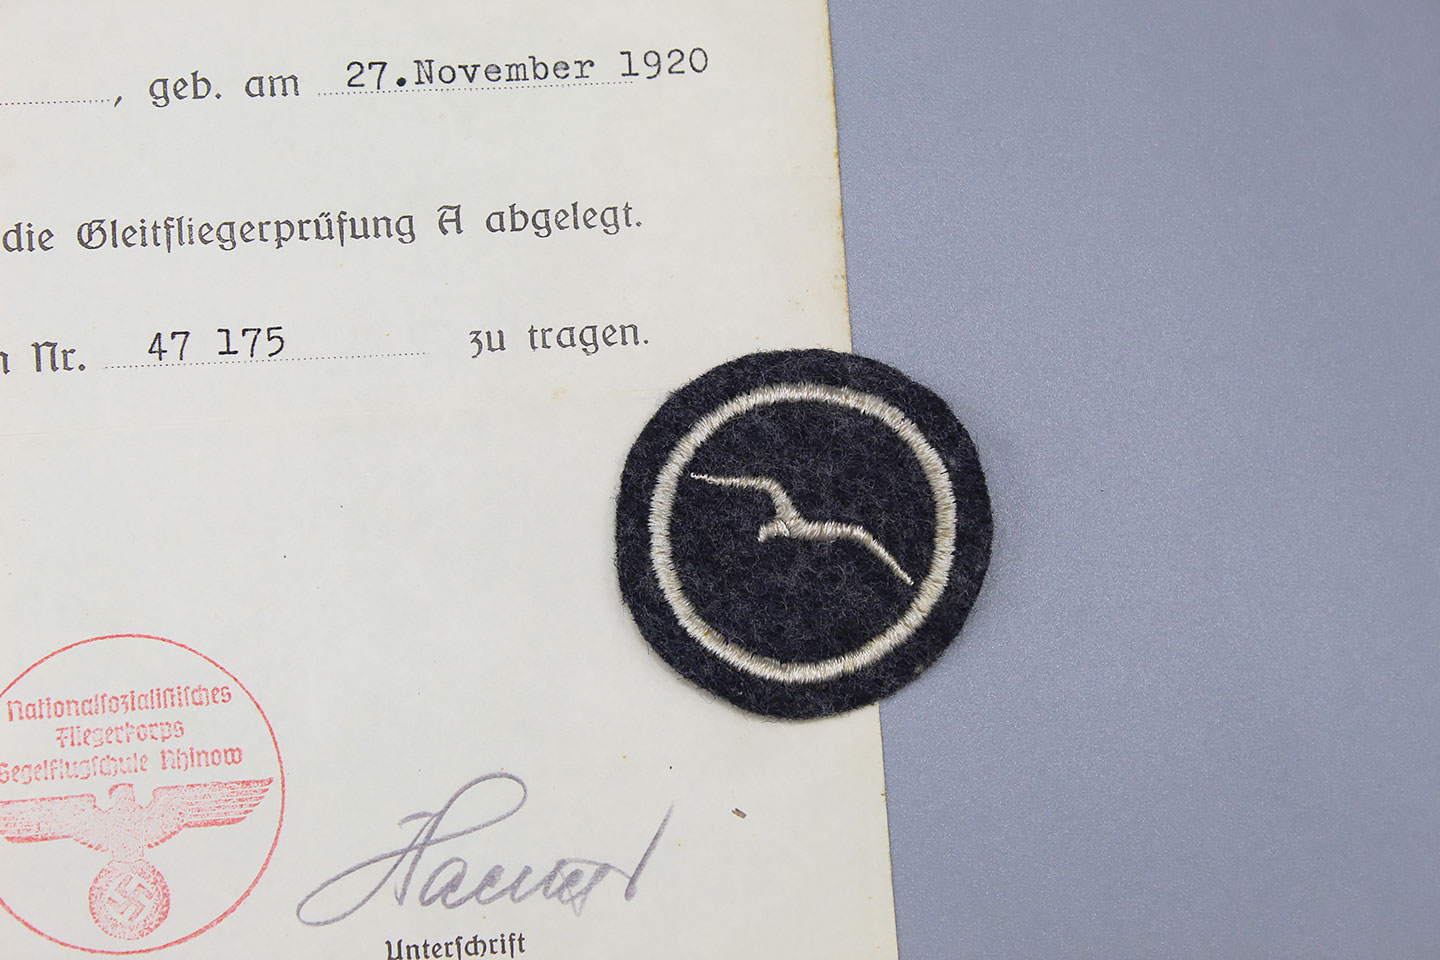 , geb. am 27.November 1920
die Gleitfliegerprüfung A abgelegt.
Nr. 47 175 zu tragen.
Nationalsozialistisches
Fliegerkorps
Segelflugschule Rhinow
Unterschrift